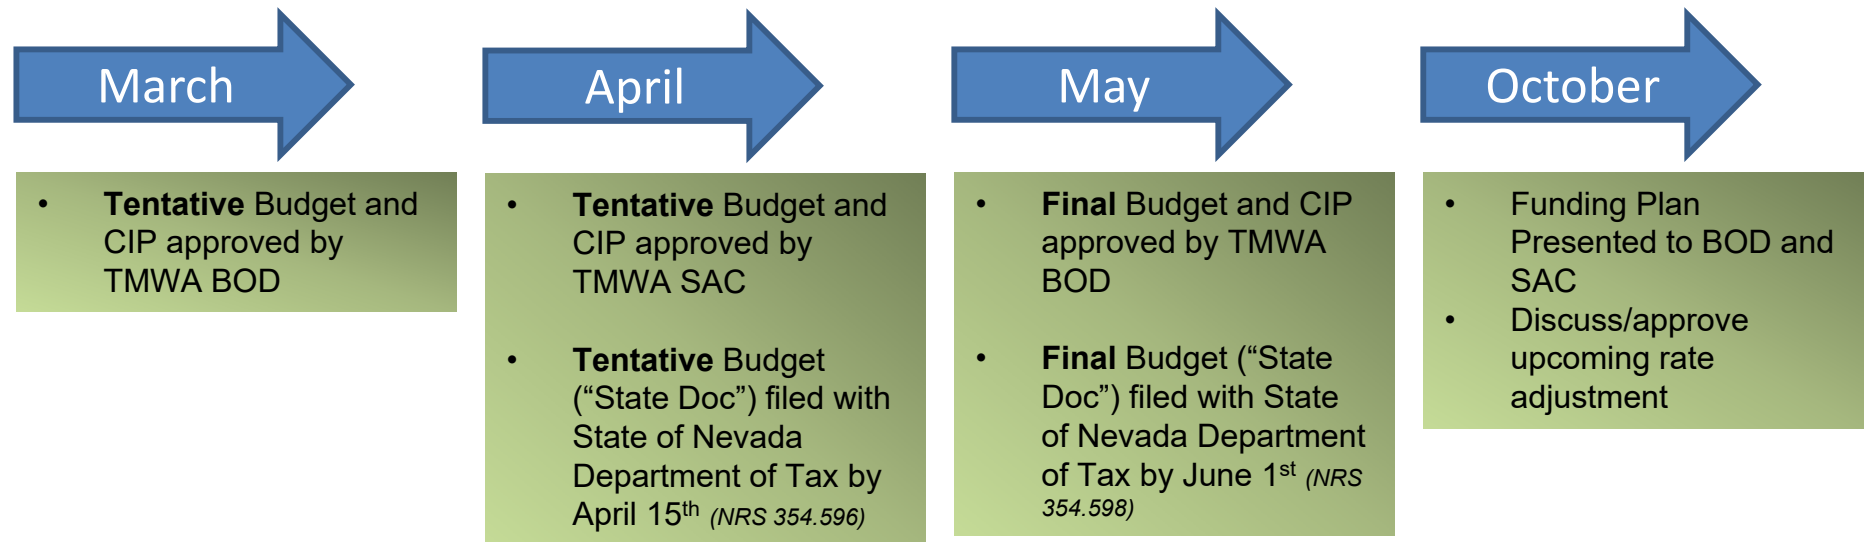 March
• Tentative Budget and
CIP approved by
TMWA BOD
April
• Tentative Budget and
CIP approved by
TMWA SAC
• Tentative Budget
(“State Doc”) filed with
State of Nevada
Department of Tax by
April 15th (NRS 354.596)
May
• Final Budget and CIP
approved by TMWA
BOD
• Final Budget (“State
Doc”) filed with State
of Nevada Department
of Tax by June 1st (NRS
354.598)
October
• Funding Plan
Presented to BOD and
SAC
• Discuss/approve
upcoming rate
adjustment